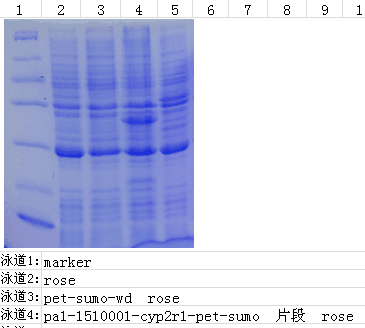 1 2 3 4 5 6 7 8 9 1
泳道1: marker
泳道2: rose
泳道3: pet-sumo-wd rose
泳道4: pa1-1510001-cyp2r1-pet-sumo 片段 rose